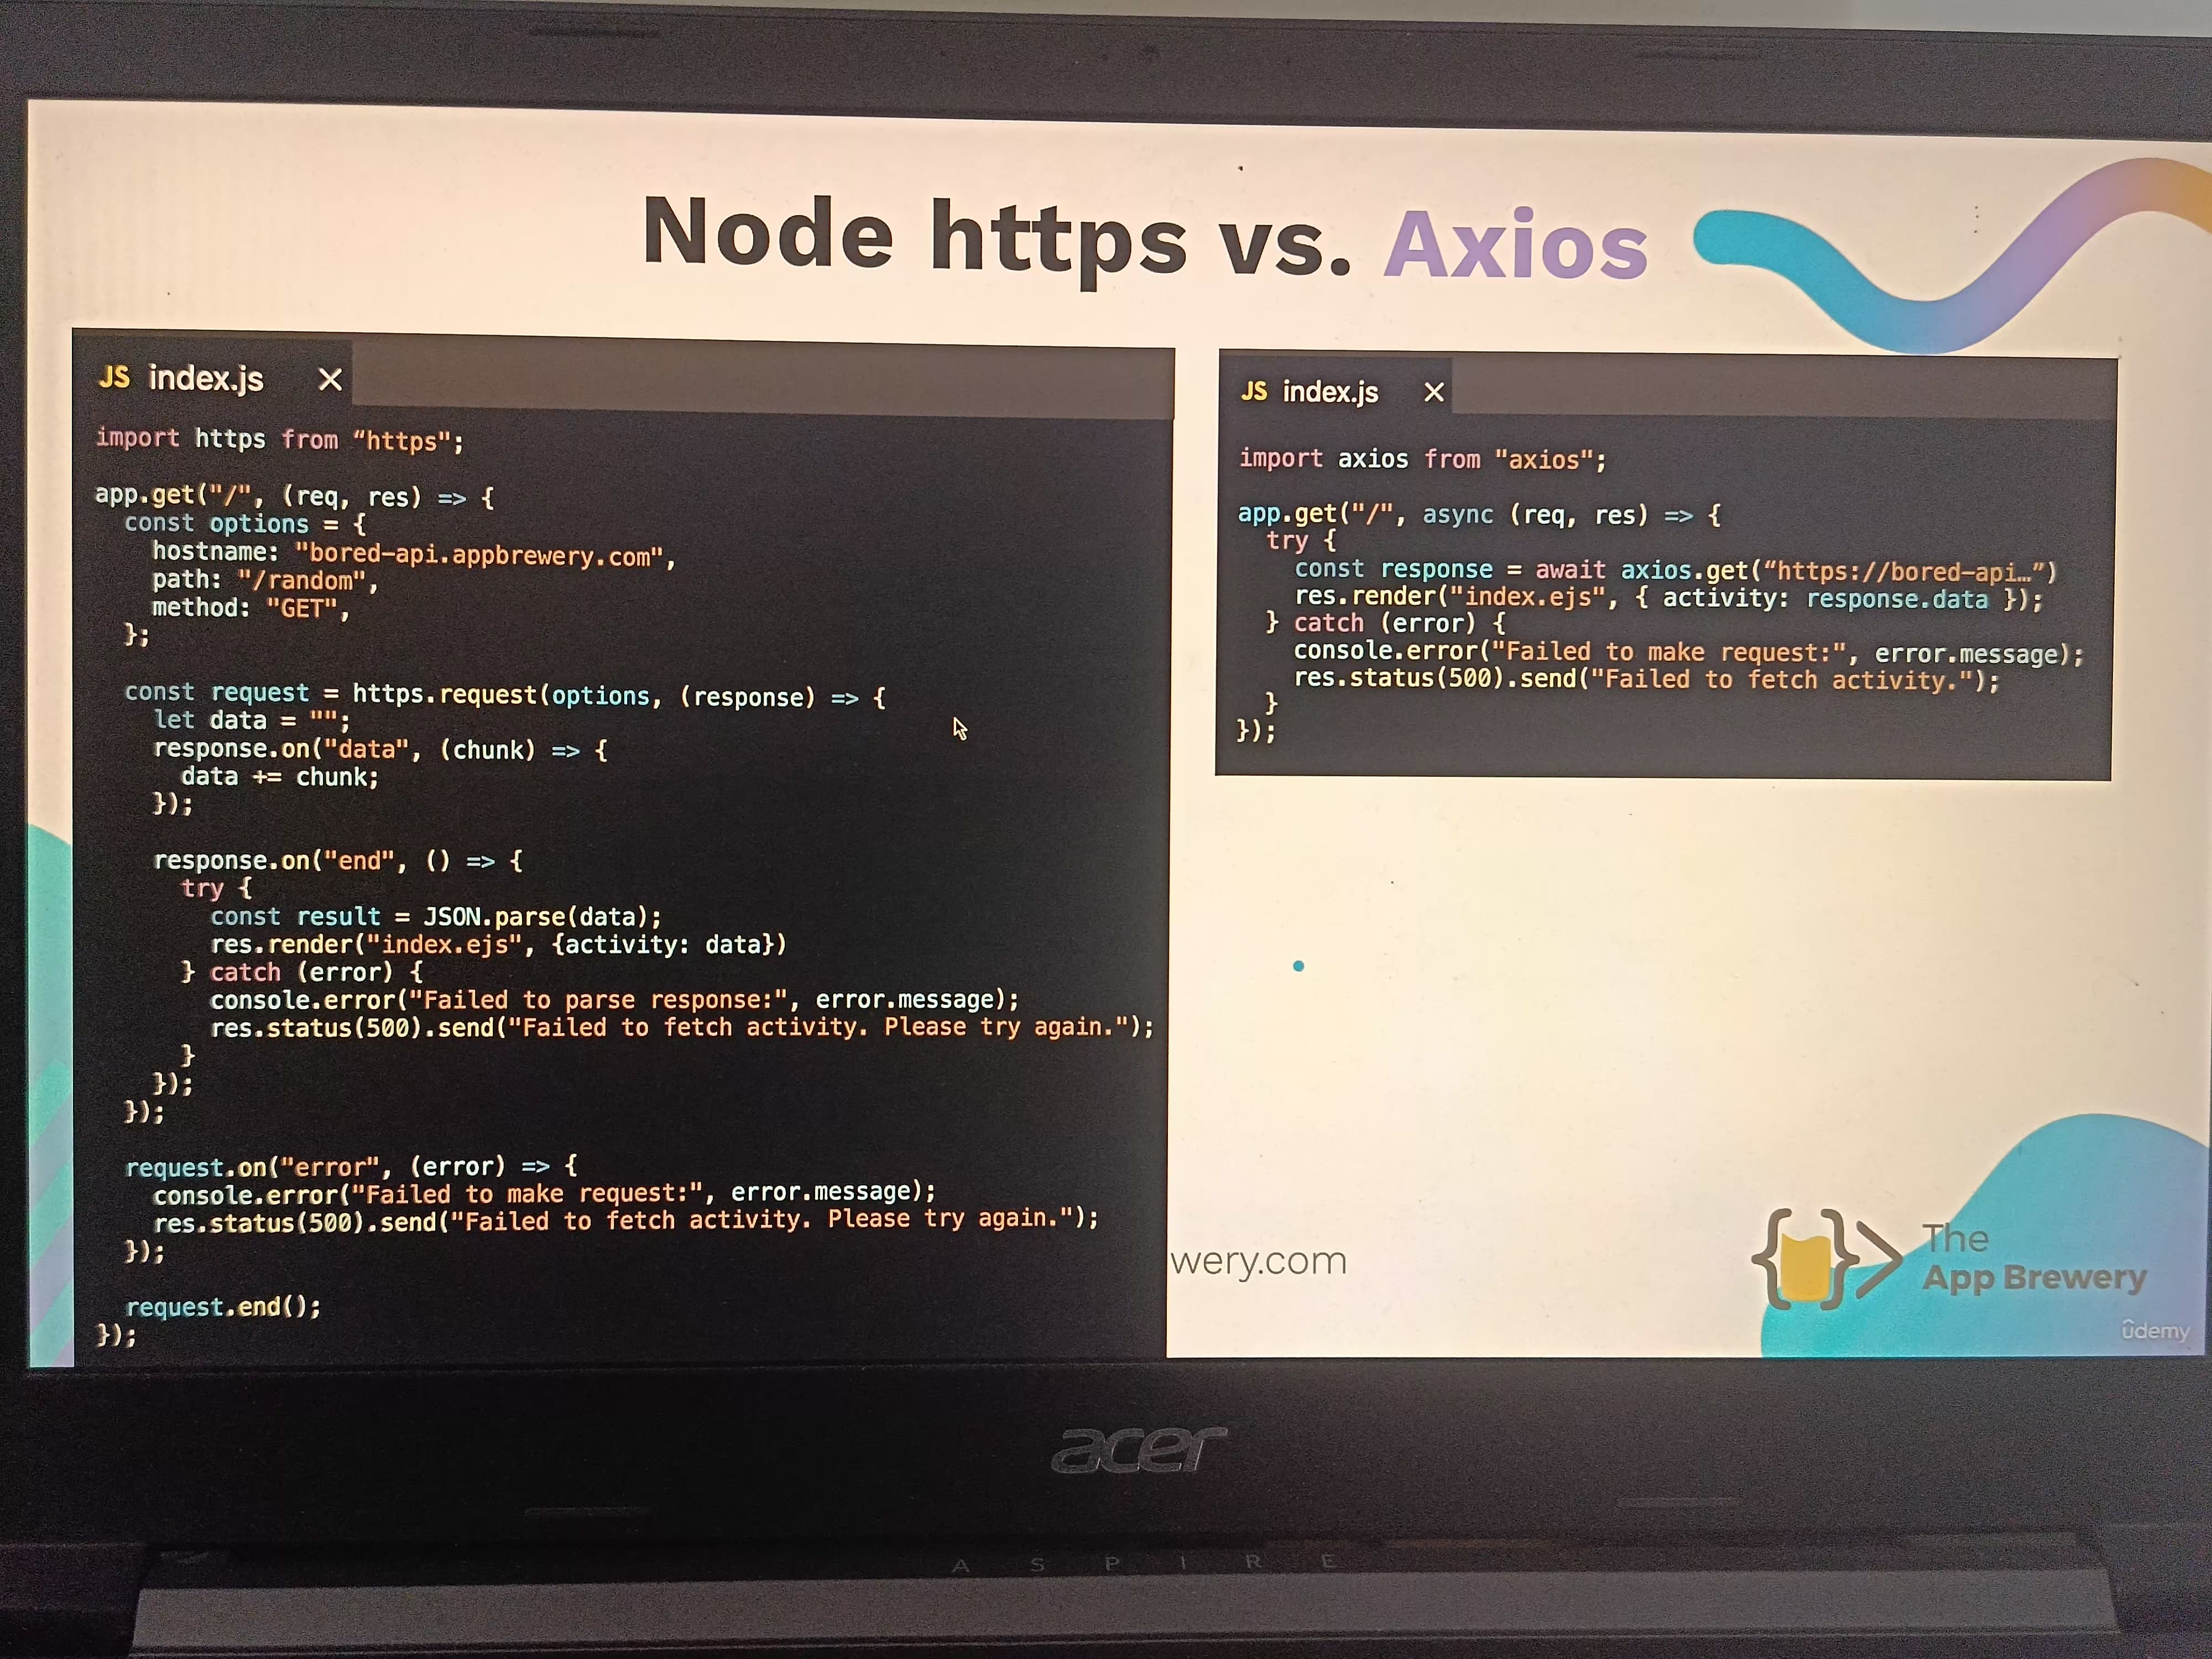 Node https vs. Axios
JS index.js ×
import https from “https";
app.get("/", (req, res) => {
const options = {
hostname: "bored-api.appbrewery.com",
path: "/random",
method: "GET",
};
const request = https.request(options, (response) => {
let data = "";
response.on("data", (chunk) => {
data += chunk;
});
response.on("end", () => {
try {
const result = JSON.parse(data);
res.render("index.ejs", {activity: data})
} catch (error) {
console.error("Failed to parse response:", error.message);
res.status(500).send("Failed to fetch activity. Please try again.");
}
});
});
request.on("error", (error) => {
console.error("Failed to make request:", error.message);
res.status(500).send("Failed to fetch activity. Please try again.");
});
request.end();
});
JS index.js ×
import axios from "axios";
app.get("/", async (req, res) => {
try {
const response = await axios.get(“https://bored-api…”)
res.render("index.ejs", { activity: response.data });
} catch (error) {
console.error("Failed to make request:", error.message);
res.status(500).send("Failed to fetch activity.");
}
});
wery.com
The
App Brewery
ûdemy
acer
ASPIRE